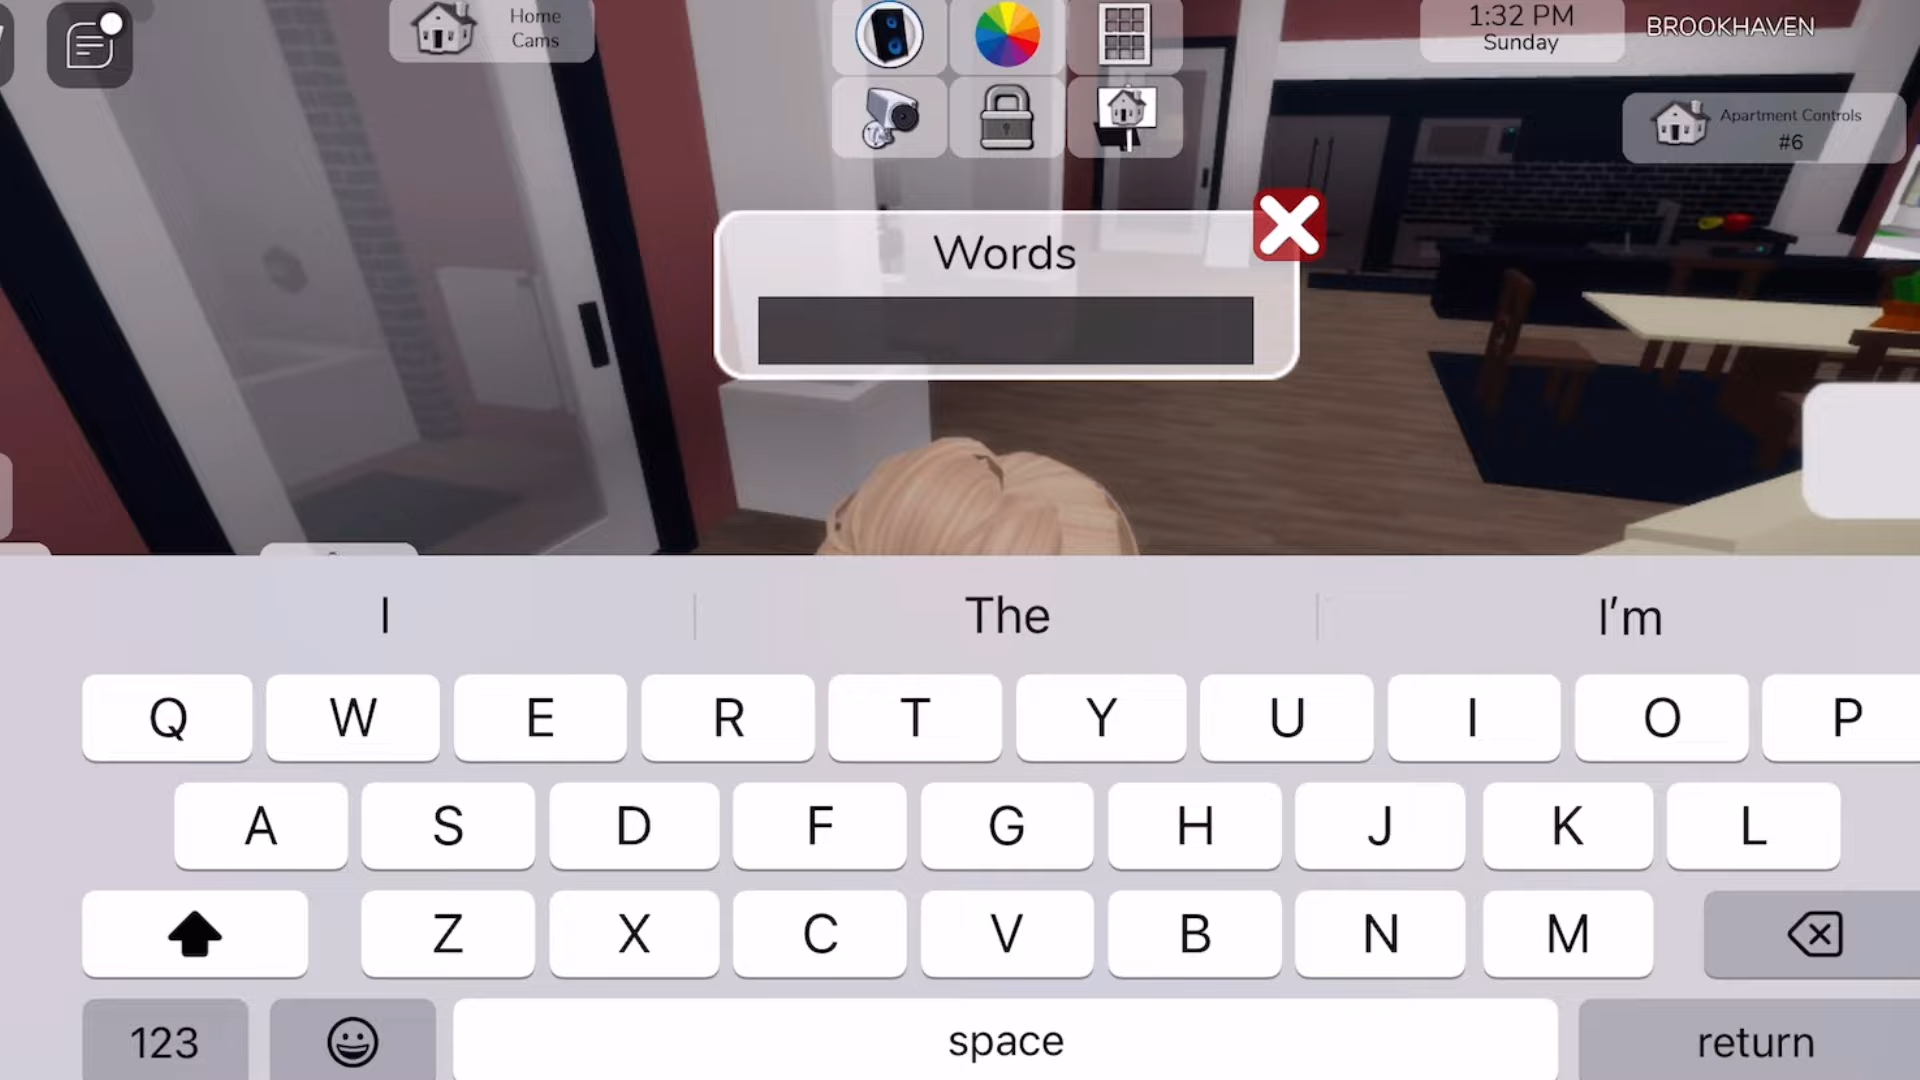 Home
Cams
1:32 PM
Sunday
BROOKHAVEN
Apartment Controls
#6
Words
I
The
I'm
Q W E R T Y U I O P
A S D F G H J K L
Z X C V B N M
123
space
return